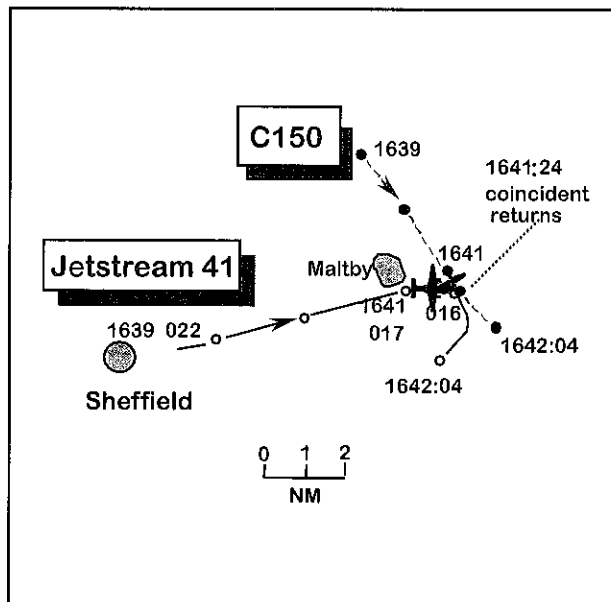 C150
1639
1641:24
coincident
returns
1641
Maltby
Jetstream 41
1639 022
1641
017
016
1642:04
1642:04
Sheffield
0 1 2
NM